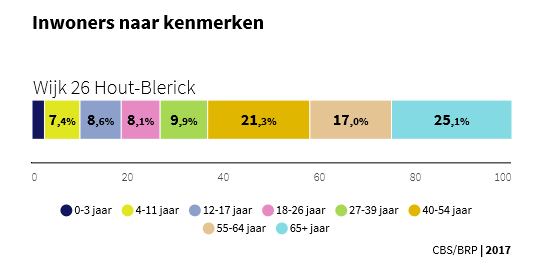 Inwoners naar kenmerken
Wijk 26 Hout-Blerick
7,4% 8,6% 8,1% 9,9% 21,3% 17,0% 25,1%
0 20 40 60 80 100
0-3 jaar 4-11 jaar 12-17 jaar 18-26 jaar 27-39 jaar 40-54 jaar
55-64 jaar 65+ jaar
CBS/BRP | 2017